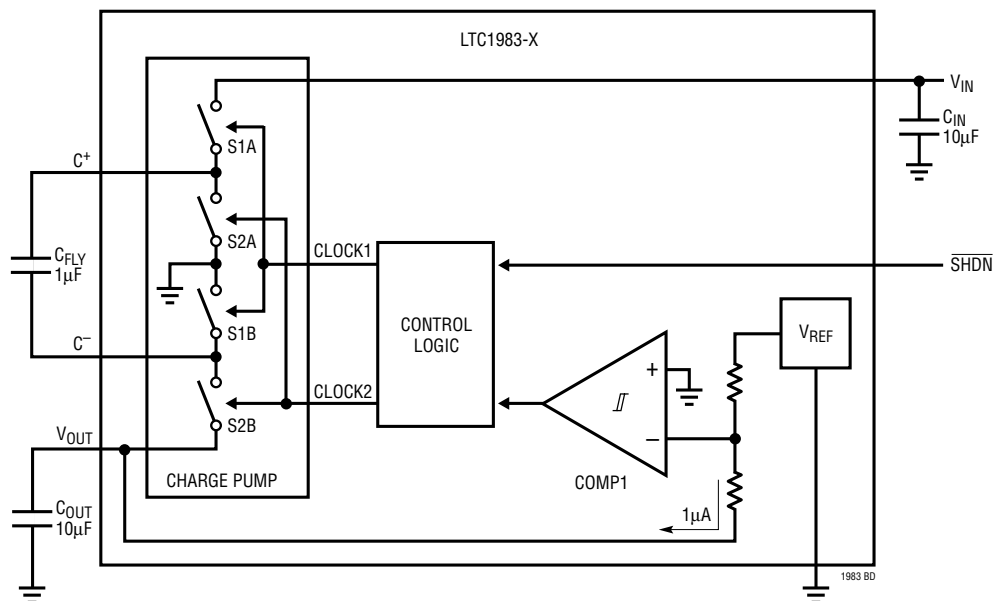 LTC1983-X
VIN
CIN
10µF
S1A
C+
S2A
CFLY
1µF
CLOCK1
SHDN
S1B
C–
CONTROL
LOGIC
VREF
+
CLOCK2
S2B
–
VOUT
COMP1
CHARGE PUMP
COUT
10µF
1µA
1983 BD